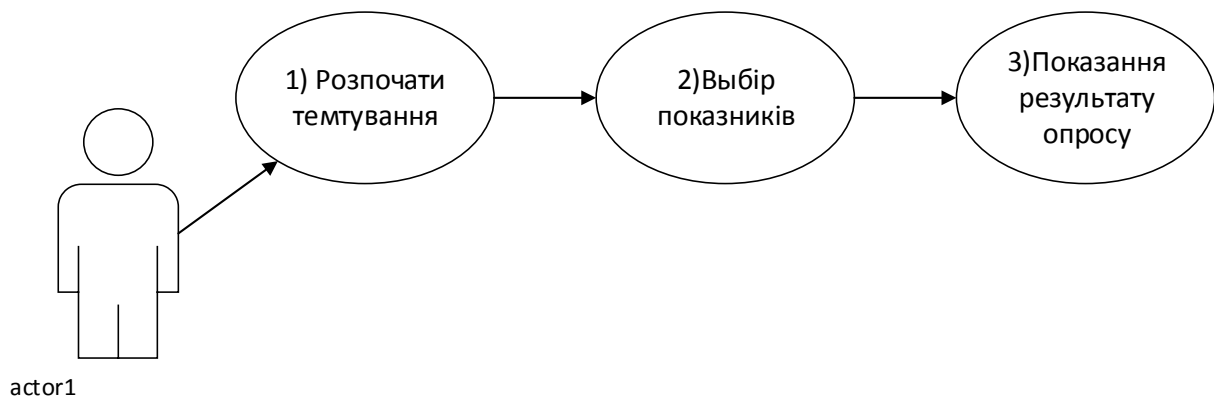 1) Розпочати
темтування
2)Выбір
показників
3)Показання
результату
опросу
actor1